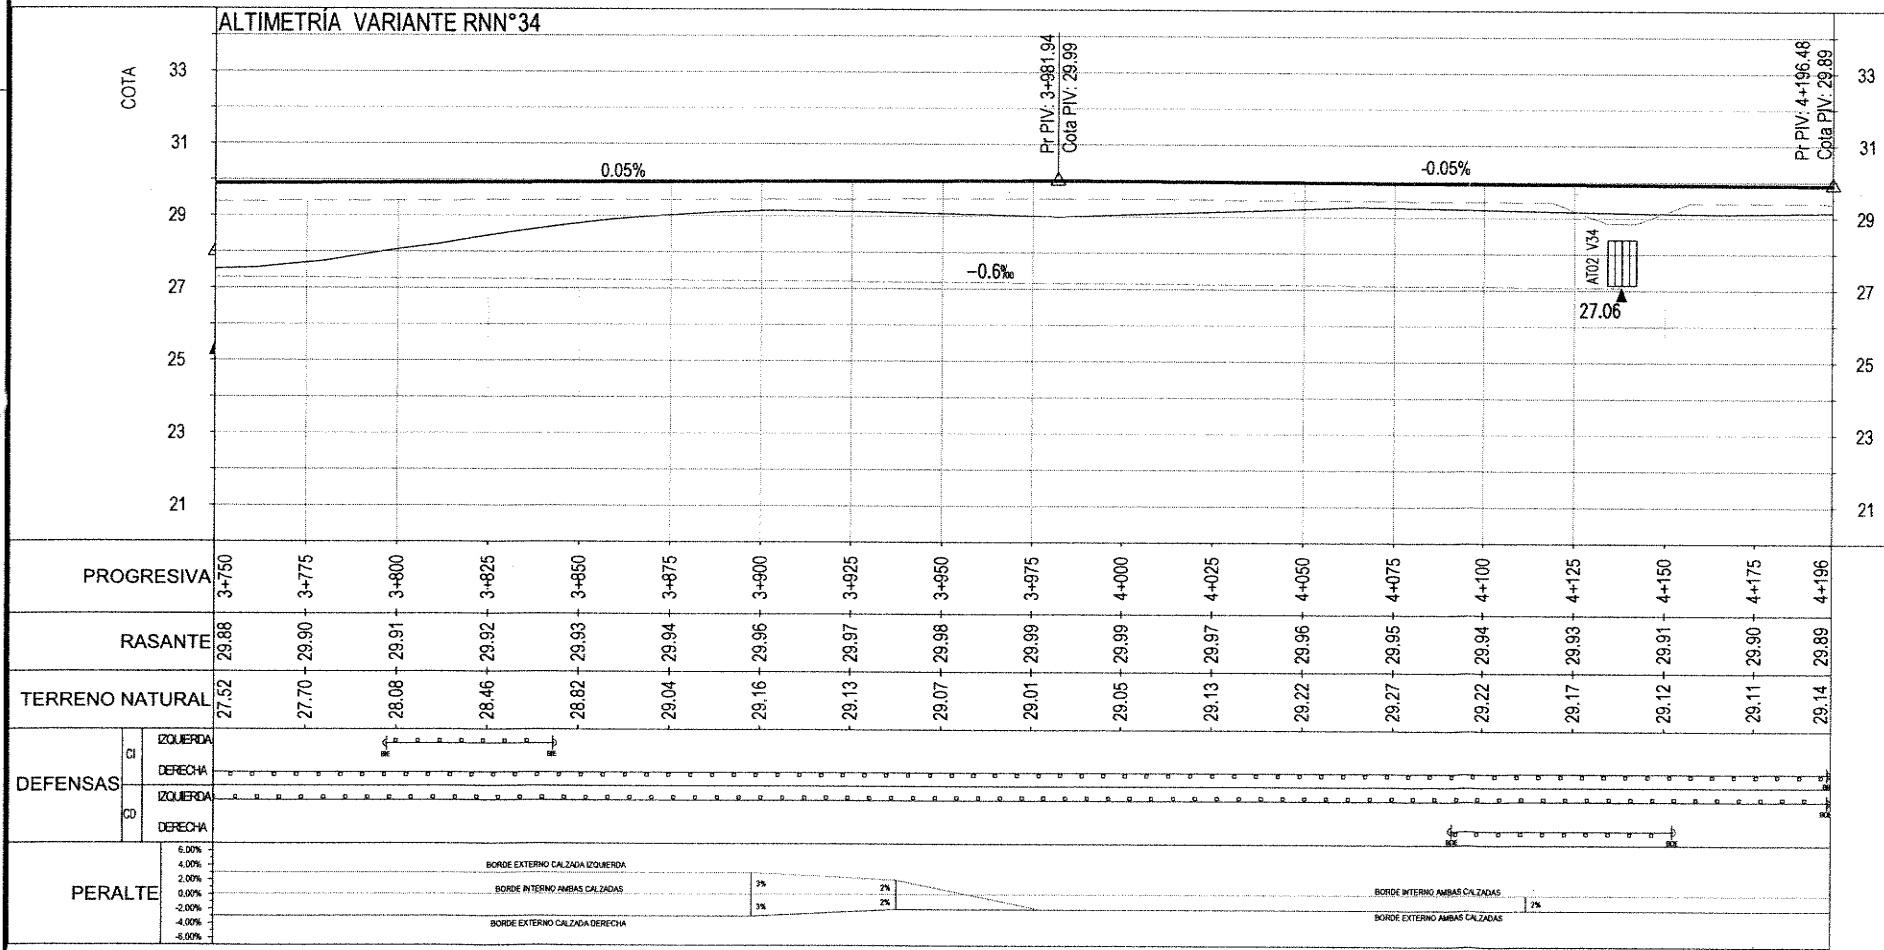 ALTIMETRÍA VARIANTE RNN°34
COTA
33
31
29
27
25
23
21
33
31
29
27
25
23
21
Pr PIV: 3+981.94
Cota PIV: 29.99
Pr PIV: 4+196.48
Cota PIV: 29.89
0.05%
-0.05%
-0.6‰
AT02 V34
27.06
PROGRESIVA 3+750 3+775 3+800 3+825 3+850 3+875 3+900 3+925 3+950 3+975 4+000 4+025 4+050 4+075 4+100 4+125 4+150 4+175 4+196
RASANTE 29.88 29.90 29.91 29.92 29.93 29.94 29.96 29.97 29.98 29.99 29.99 29.97 29.96 29.95 29.94 29.93 29.91 29.90 29.89
TERRENO NATURAL 27.52 27.70 28.08 28.46 28.82 29.04 29.16 29.13 29.07 29.01 29.05 29.13 29.22 29.27 29.22 29.17 29.12 29.11 29.14
DEFENSAS
CI
IZQUIERDA
DERECHA
CD
IZQUIERDA
DERECHA
PERALTE
6.00%
4.00%
2.00%
0.00%
-2.00%
-4.00%
-6.00%
BORDE EXTERNO CALZADA IZQUIERDA
BORDE INTERNO AMBAS CALZADAS
BORDE EXTERNO CALZADA DERECHA
3%
3%
2%
2%
BORDE INTERNO AMBAS CALZADAS
2%
BORDE EXTERNO AMBAS CALZADAS